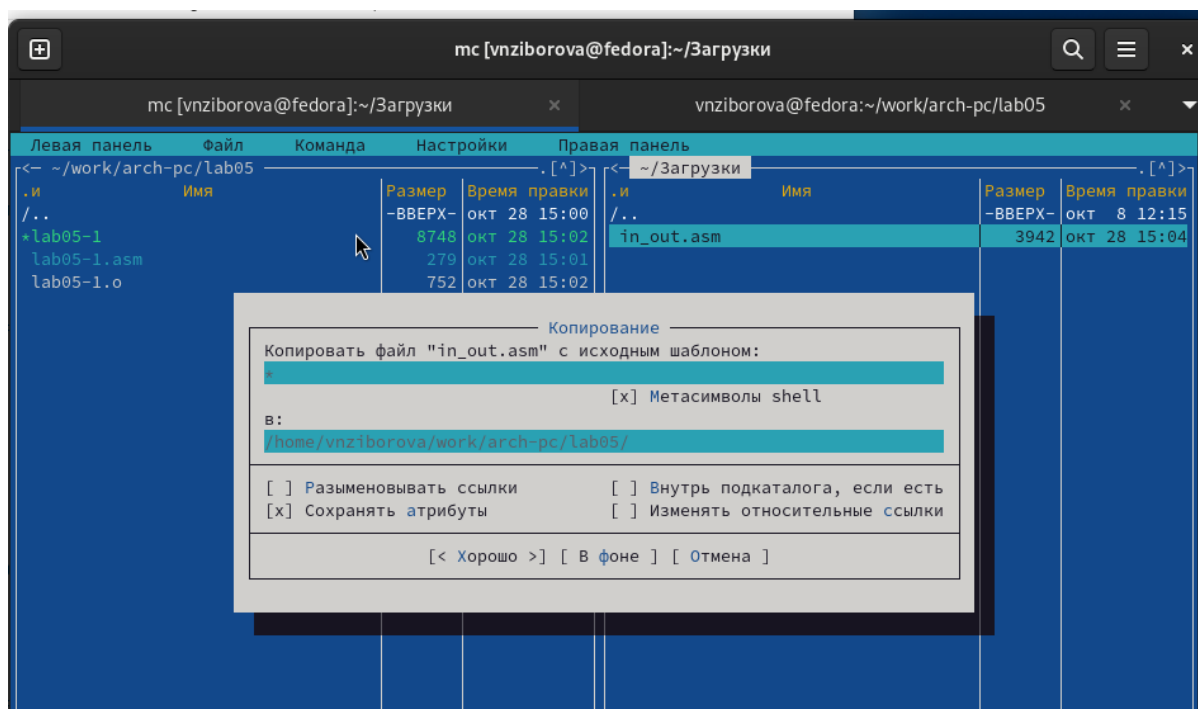 mc [vnziborova@fedora]:~/Загрузки
mc [vnziborova@fedora]:~/Загрузки × vnziborova@fedora:~/work/arch-pc/lab05 ×
Левая панель Файл Команда Настройки Правая панель
<— ~/work/arch-pc/lab05 .[^]> <— ~/Загрузки .[^]>
.и Имя Размер Время правки .и Имя Размер Время правки
/.. -ВВЕРХ- окт 28 15:00 /.. -ВВЕРХ- окт 8 12:15
*lab05-1 8748 окт 28 15:02 in_out.asm 3942 окт 28 15:04
lab05-1.asm 279 окт 28 15:01
lab05-1.o 752 окт 28 15:02
Копирование
Копировать файл "in_out.asm" с исходным шаблоном:
*
[x] Метасимволы shell
в:
/home/vnziborova/work/arch-pc/lab05/
[ ] Разыменовывать ссылки [ ] Внутрь подкаталога, если есть
[x] Сохранять атрибуты [ ] Изменять относительные ссылки
[< Хорошо >] [ В фоне ] [ Отмена ]